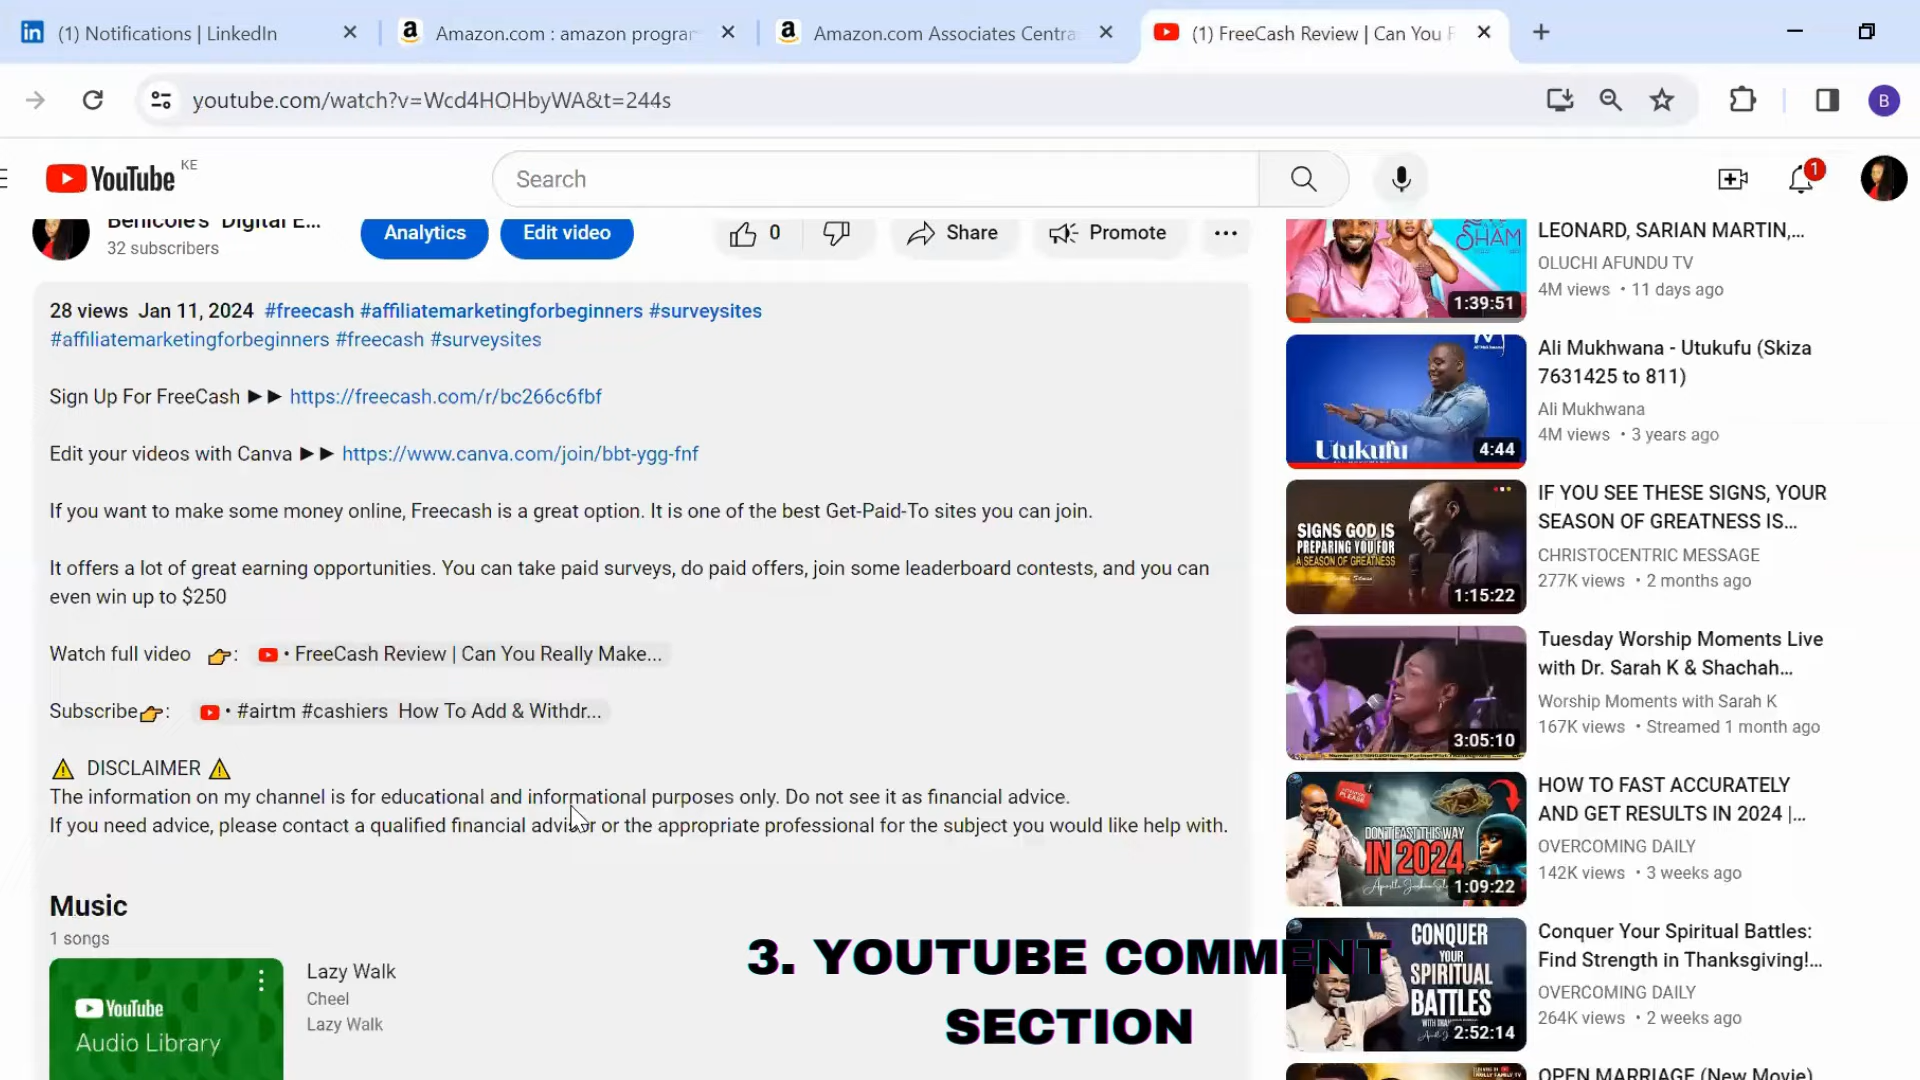 (1) Notifications | LinkedIn
Amazon.com : amazon progra
Amazon.com Associates Centra
(1) FreeCash Review | Can You F
youtube.com/watch?v=Wcd4HOHbyWA&t=244s
B
YouTube KE
Search
1
Benicole's Digital E...
32 subscribers
Analytics
Edit video
0
Share
Promote
28 views Jan 11, 2024 #freecash #affiliatemarketingforbeginners #surveysites
#affiliatemarketingforbeginners #freecash #surveysites
Sign Up For FreeCash ►► https://freecash.com/r/bc266c6fbf
Edit your videos with Canva ►► https://www.canva.com/join/bbt-ygg-fnf
If you want to make some money online, Freecash is a great option. It is one of the best Get-Paid-To sites you can join.
It offers a lot of great earning opportunities. You can take paid surveys, do paid offers, join some leaderboard contests, and you can
even win up to $250
Watch full video 👉: • FreeCash Review | Can You Really Make...
Subscribe👉: • #airtm #cashiers How To Add & Withdr...
⚠ DISCLAIMER ⚠
The information on my channel is for educational and informational purposes only. Do not see it as financial advice.
If you need advice, please contact a qualified financial advisor or the appropriate professional for the subject you would like help with.
Music
1 songs
YouTube
Audio Library
Lazy Walk
Cheel
Lazy Walk
3. YOUTUBE COMMENT
SECTION
SHAM
1:39:51
LEONARD, SARIAN MARTIN,...
OLUCHI AFUNDU TV
4M views • 11 days ago
Utukufu
4:44
Ali Mukhwana - Utukufu (Skiza
7631425 to 811)
Ali Mukhwana
4M views • 3 years ago
SIGNS GOD IS
PREPARING YOU FOR
A SEASON OF GREATNESS
1:15:22
IF YOU SEE THESE SIGNS, YOUR
SEASON OF GREATNESS IS...
CHRISTOCENTRIC MESSAGE
277K views • 2 months ago
3:05:10
Tuesday Worship Moments Live
with Dr. Sarah K & Shachah...
Worship Moments with Sarah K
167K views • Streamed 1 month ago
DON'T FAST THIS WAY
IN 2024
1:09:22
HOW TO FAST ACCURATELY
AND GET RESULTS IN 2024 |...
OVERCOMING DAILY
142K views • 3 weeks ago
CONQUER
YOUR
SPIRITUAL
BATTLES
2:52:14
Conquer Your Spiritual Battles:
Find Strength in Thanksgiving!...
OVERCOMING DAILY
264K views • 2 weeks ago
OPEN MARRIAGE (New Movie)